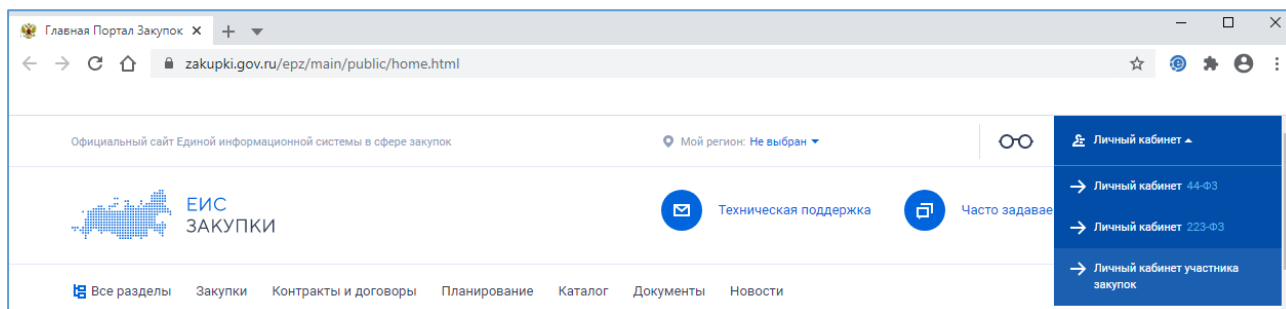 Главная Портал Закупок
zakupki.gov.ru/epz/main/public/home.html
Официальный сайт Единой информационной системы в сфере закупок
Мой регион: Не выбран
Личный кабинет
ЕИС
ЗАКУПКИ
Техническая поддержка
Часто задавае
Личный кабинет 44-ФЗ
Личный кабинет 223-ФЗ
Личный кабинет участника
закупок
Все разделы Закупки Контракты и договоры Планирование Каталог Документы Новости